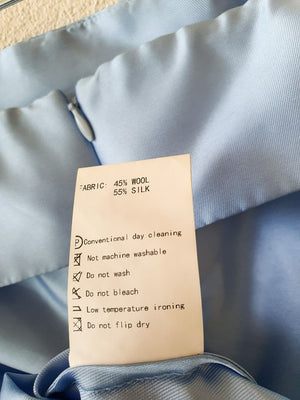 FABRIC: 45% WOOL
55% SILK
P Conventional day cleaning
Not machine washable
Do not wash
Do not bleach
Low temperature ironing
Do not flip dry